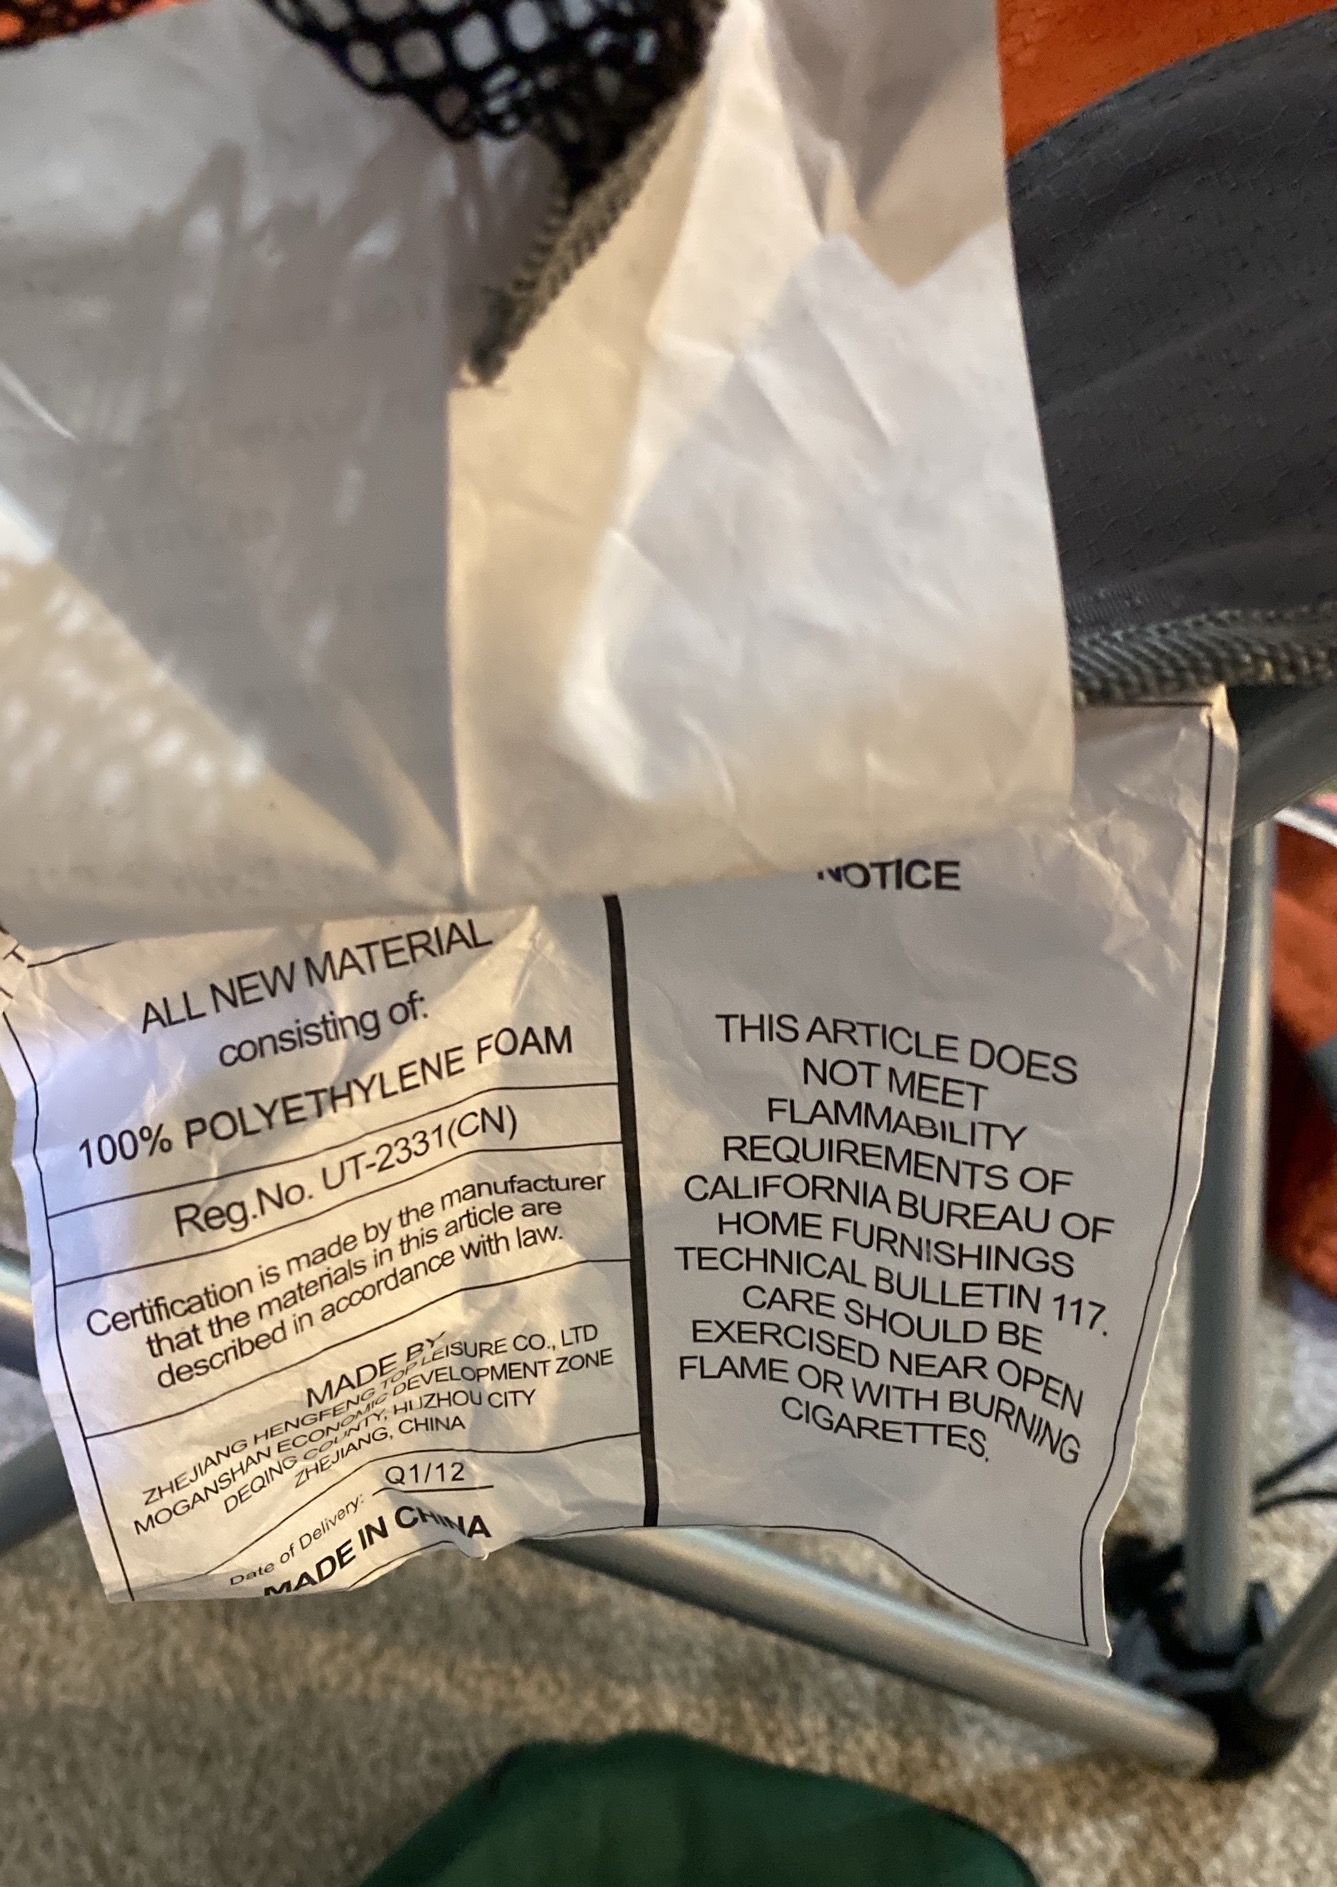 ALL NEW MATERIAL
consisting of:
100% POLYETHYLENE FOAM
Reg.No. UT-2331(CN)
Certification is made by the manufacturer
that the materials in this article are
described in accordance with law.
MADE BY
ZHEJIANG HENGFENG TOP LEISURE CO., LTD
MOGANSHAN ECONOMIC DEVELOPMENT ZONE
DEQING COUNTY, HUZHOU CITY
ZHEJIANG, CHINA
Date of Delivery: Q1/12
MADE IN CHINA
NOTICE
THIS ARTICLE DOES
NOT MEET
FLAMMABILITY
REQUIREMENTS OF
CALIFORNIA BUREAU OF
HOME FURNISHINGS
TECHNICAL BULLETIN 117.
CARE SHOULD BE
EXERCISED NEAR OPEN
FLAME OR WITH BURNING
CIGARETTES.